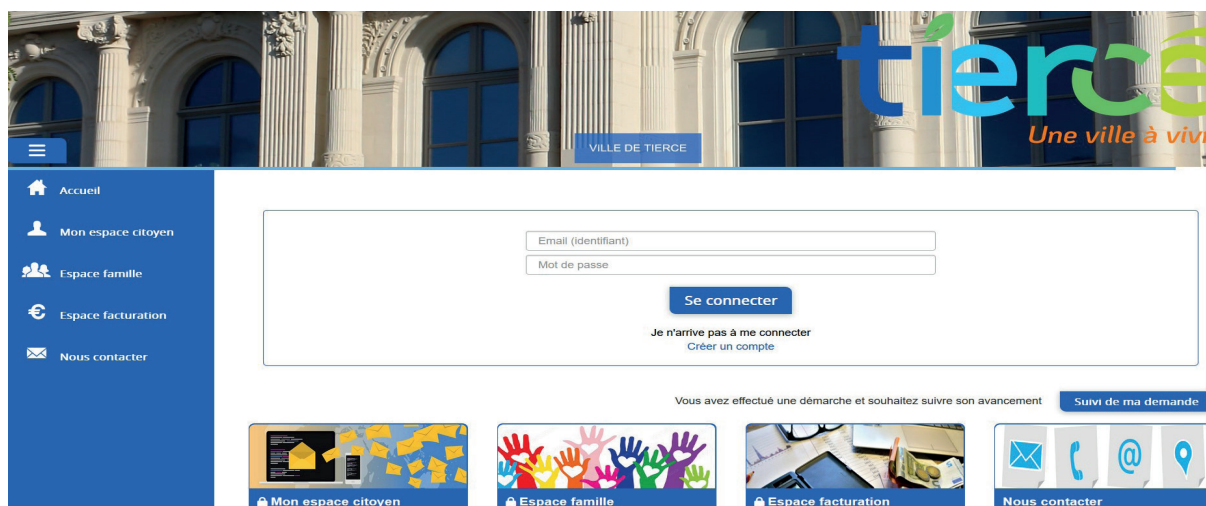 tiercé
Une ville à viv
VILLE DE TIERCE
Accueil
Mon espace citoyen
Espace famille
Espace facturation
Nous contacter
Email (identifiant)
Mot de passe
Se connecter
Je n'arrive pas à me connecter
Créer un compte
Vous avez effectué une démarche et souhaitez suivre son avancement
Suivi de ma demande
@
Mon espace citoyen
Espace famille
Espace facturation
Nous contacter